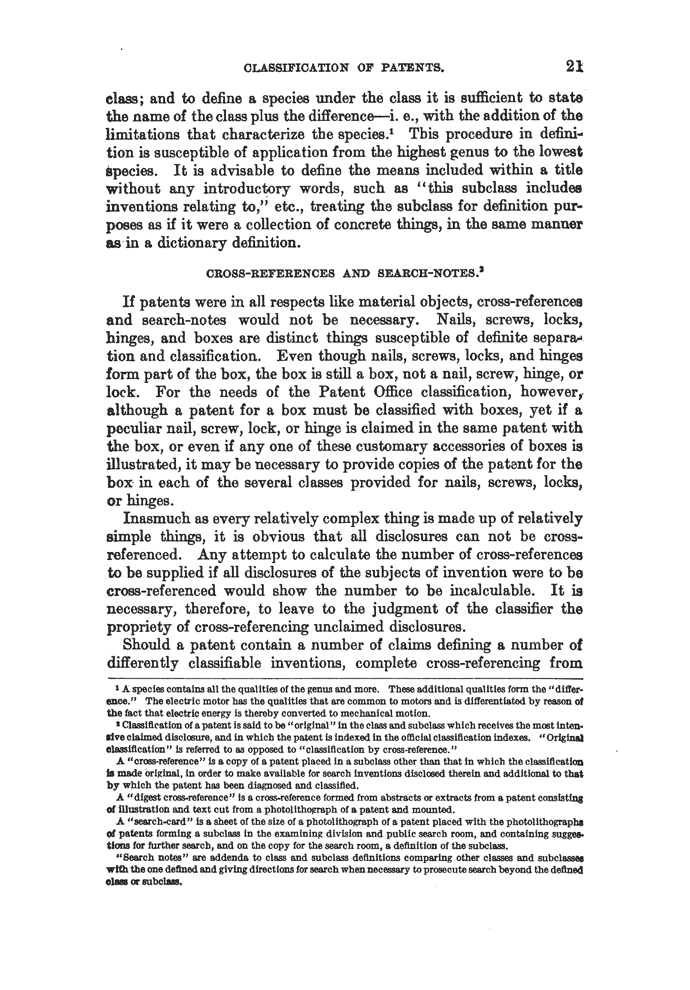 CLASSIFICATION OF PATENTS. 21
class; and to define a species under the class it is sufficient to state
the name of the class plus the difference—i. e., with the addition of the
limitations that characterize the species.¹ This procedure in defini-
tion is susceptible of application from the highest genus to the lowest
species. It is advisable to define the means included within a title
without any introductory words, such as "this subclass includes
inventions relating to," etc., treating the subclass for definition pur-
poses as if it were a collection of concrete things, in the same manner
as in a dictionary definition.
CROSS-REFERENCES AND SEARCH-NOTES.²
If patents were in all respects like material objects, cross-references
and search-notes would not be necessary. Nails, screws, locks,
hinges, and boxes are distinct things susceptible of definite separa-
tion and classification. Even though nails, screws, locks, and hinges
form part of the box, the box is still a box, not a nail, screw, hinge, or
lock. For the needs of the Patent Office classification, however,
although a patent for a box must be classified with boxes, yet if a
peculiar nail, screw, lock, or hinge is claimed in the same patent with
the box, or even if any one of these customary accessories of boxes is
illustrated, it may be necessary to provide copies of the patent for the
box in each of the several classes provided for nails, screws, locks,
or hinges.
Inasmuch as every relatively complex thing is made up of relatively
simple things, it is obvious that all disclosures can not be cross-
referenced. Any attempt to calculate the number of cross-references
to be supplied if all disclosures of the subjects of invention were to be
cross-referenced would show the number to be incalculable. It is
necessary, therefore, to leave to the judgment of the classifier the
propriety of cross-referencing unclaimed disclosures.
Should a patent contain a number of claims defining a number of
differently classifiable inventions, complete cross-referencing from
¹ A species contains all the qualities of the genus and more. These additional qualities form the "differ-
ence." The electric motor has the qualities that are common to motors and is differentiated by reason of
the fact that electric energy is thereby converted to mechanical motion.
² Classification of a patent is said to be "original" in the class and subclass which receives the most inten-
sive claimed disclosure, and in which the patent is indexed in the official classification indexes. "Original
classification" is referred to as opposed to "classification by cross-reference."
A "cross-reference" is a copy of a patent placed in a subclass other than that in which the classification
is made original, in order to make available for search inventions disclosed therein and additional to that
by which the patent has been diagnosed and classified.
A "digest cross-reference" is a cross-reference formed from abstracts or extracts from a patent consisting
of illustration and text cut from a photolithograph of a patent and mounted.
A "search-card" is a sheet of the size of a photolithograph of a patent placed with the photolithographs
of patents forming a subclass in the examining division and public search room, and containing sugges-
tions for further search, and on the copy for the search room, a definition of the subclass.
"Search notes" are addenda to class and subclass definitions comparing other classes and subclasses
with the one defined and giving directions for search when necessary to prosecute search beyond the defined
class or subclass.